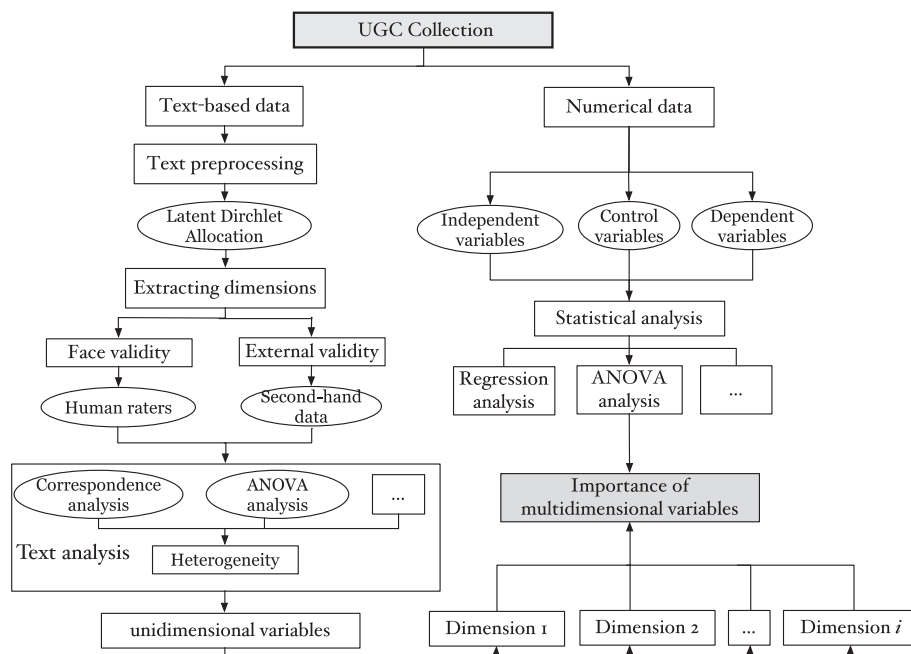 UGC Collection
Text-based data
Numerical data
Text preprocessing
Latent Dirchlet
Allocation
Independent
variables
Control
variables
Dependent
variables
Extracting dimensions
Statistical analysis
Face validity
External validity
Regression
analysis
ANOVA
analysis
...
Human raters
Second-hand
data
Correspondence
analysis
ANOVA
analysis
...
Importance of
multidimensional variables
Text analysis
Heterogeneity
unidimensional variables
Dimension 1
Dimension 2
...
Dimension i